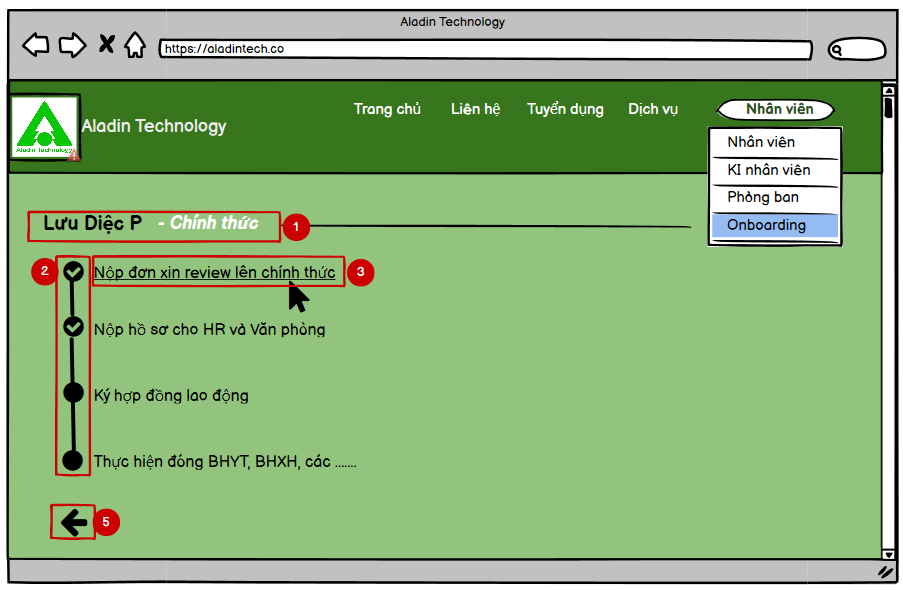 Aladin Technology
https://aladintech.co
Aladin Technology
Aladin Technology
Trang chủ
Liên hệ
Tuyển dụng
Dịch vụ
Nhân viên
Nhân viên
KI nhân viên
Phòng ban
Onboarding
Lưu Diệc P - Chính thức
1
2
Nộp đơn xin review lên chính thức
3
Nộp hồ sơ cho HR và Văn phòng
Ký hợp đồng lao động
Thực hiện đóng BHYT, BHXH, các .......
5